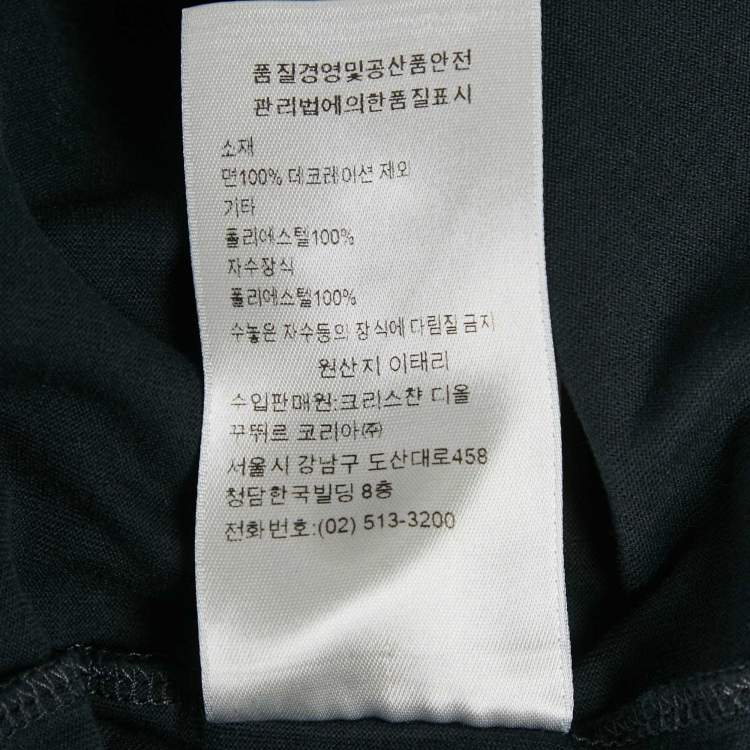 품질경영및공산품안전
관리법에의한품질표시
소재
면100% 데코레이션 제외
기타
폴리에스텔100%
자수장식
폴리에스텔100%
수놓은 자수등의 장식에 다림질 금지
원산지 이태리
수입판매원:크리스챤 디올
꾸뛰르 코리아㈜
서울시 강남구 도산대로458
청담한국빌딩 8층
전화번호:(02) 513-3200